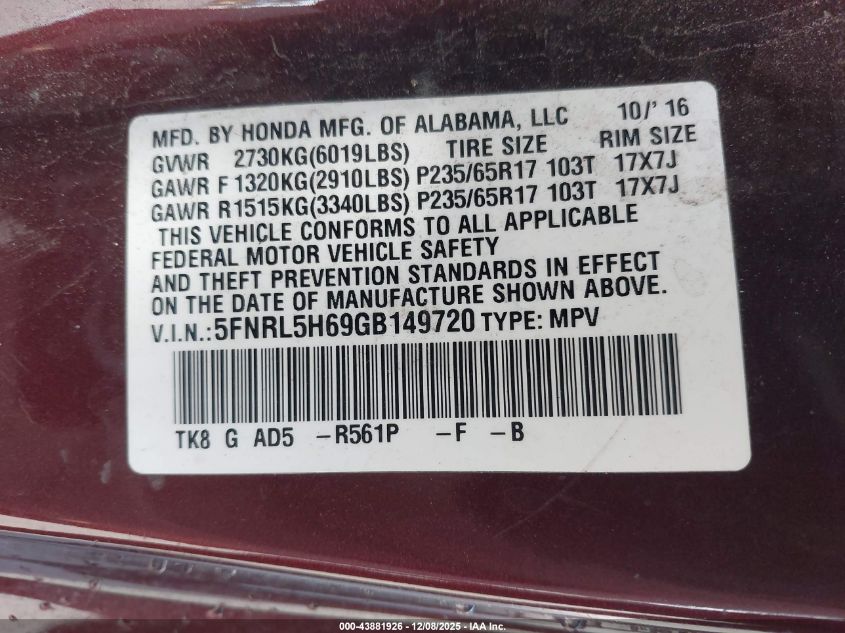 MFD. BY HONDA MFG. OF ALABAMA, LLC 10/'16
GVWR 2730KG(6019LBS) TIRE SIZE RIM SIZE
GAWR F 1320KG(2910LBS) P235/65R17 103T 17X7J
GAWR R1515KG(3340LBS) P235/65R17 103T 17X7J
THIS VEHICLE CONFORMS TO ALL APPLICABLE
FEDERAL MOTOR VEHICLE SAFETY
AND THEFT PREVENTION STANDARDS IN EFFECT
ON THE DATE OF MANUFACTURE SHOWN ABOVE.
V.I.N.:5FNRL5H69GB149720 TYPE: MPV
TK8 G AD5 -R561P -F -B
000-43881926 - 12/08/2025 - IAA Inc.